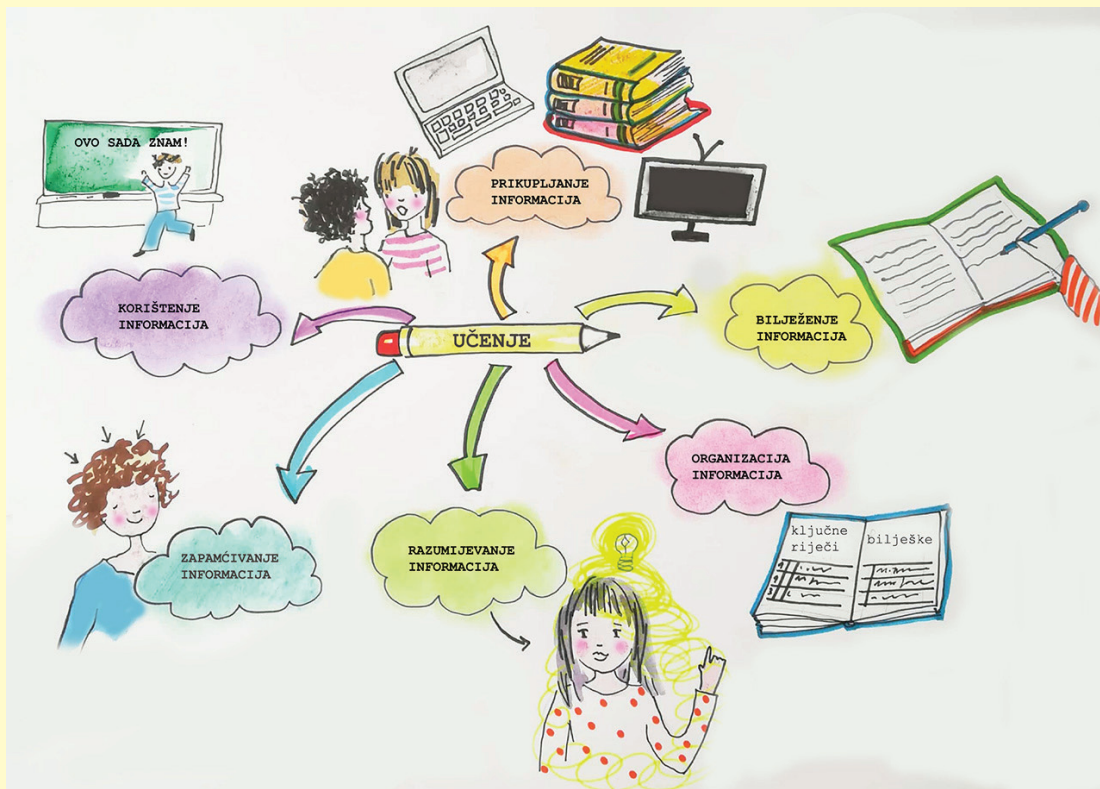 OVO SADA ZNAM!
PRIKUPLJANJE
INFORMACIJA
KORIŠTENJE
INFORMACIJA
UČENJE
BILJEŽENJE
INFORMACIJA
ORGANIZACIJA
INFORMACIJA
ključne
riječi
bilješke
ZAPAMĆIVANJE
INFORMACIJA
RAZUMIJEVANJE
INFORMACIJA